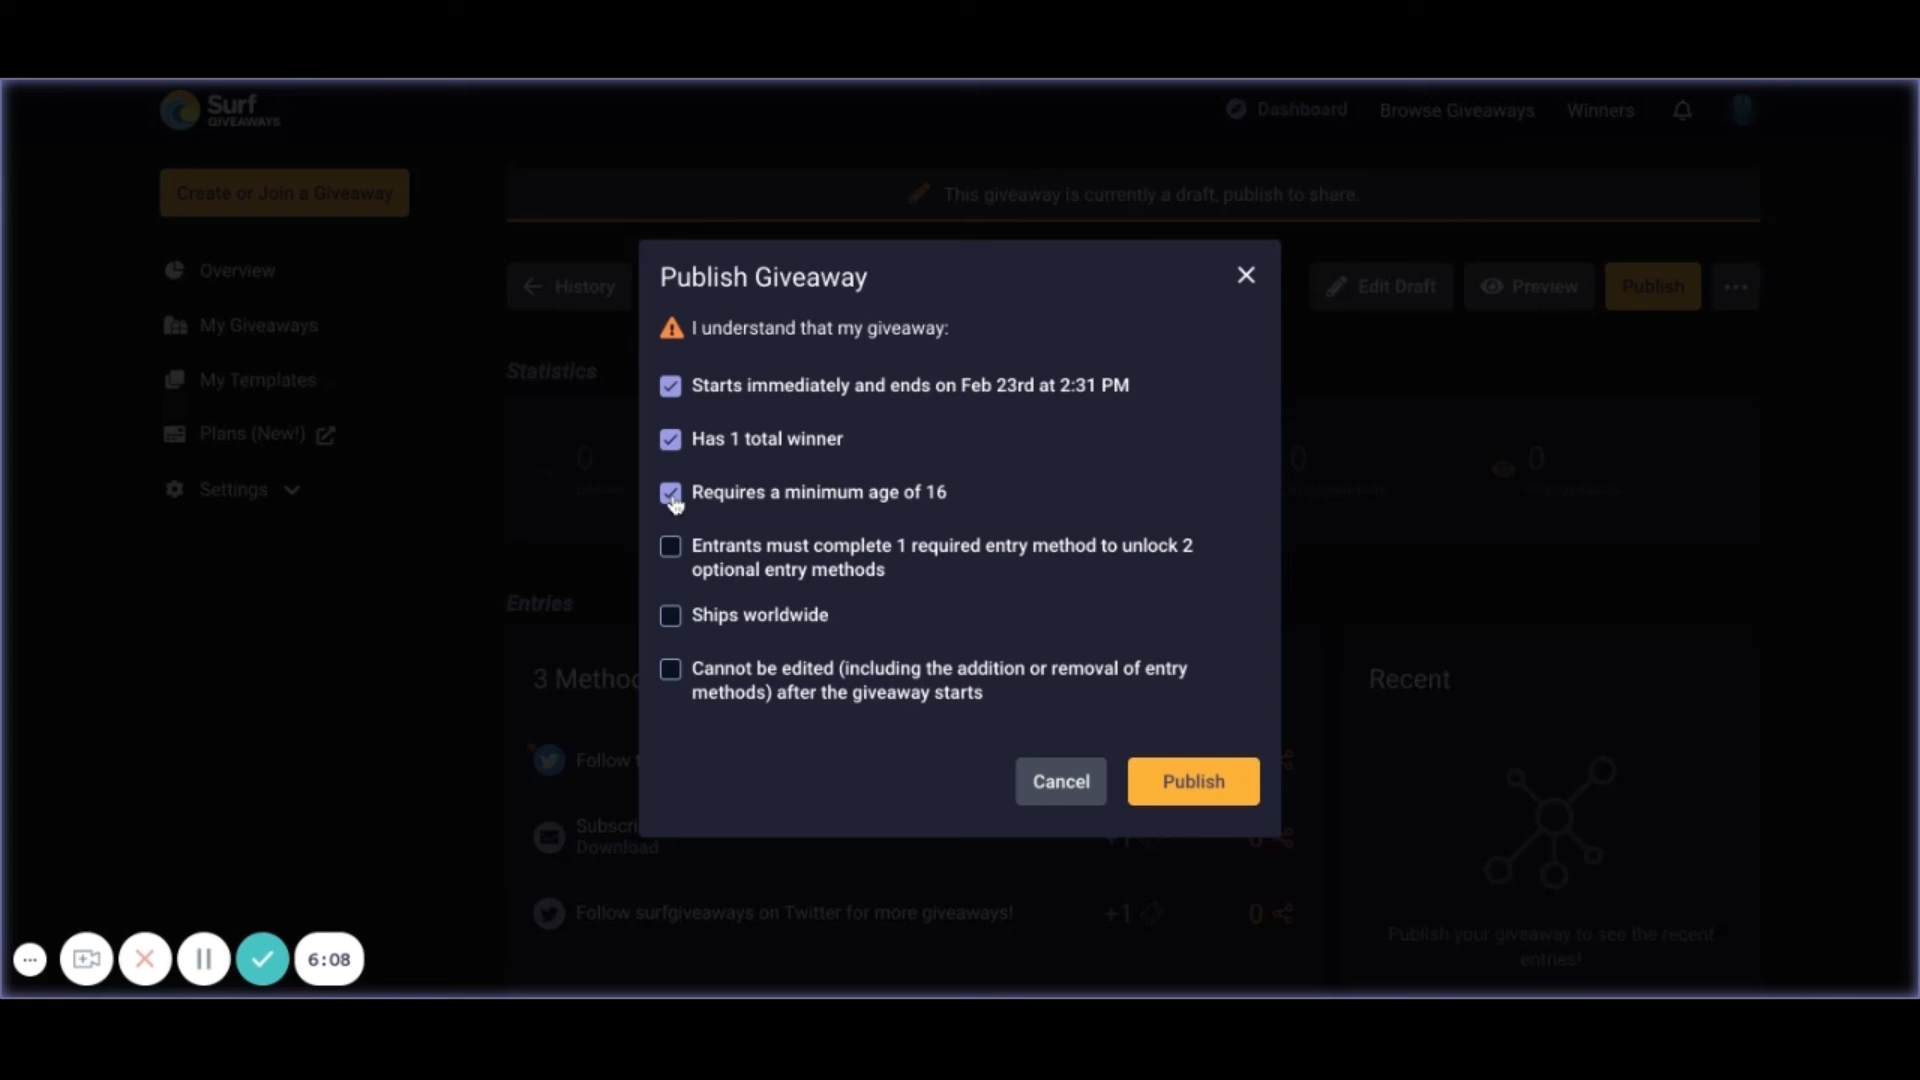 Surf
GIVEAWAYS
Dashboard
Browse Giveaways
Winners
Create or Join a Giveaway
This giveaway is currently a draft, publish to share.
Overview
My Giveaways
My Templates
Plans (New!)
Settings
History
Edit Draft
Preview
Publish
Statistics
0
0
0
Entries
3
Follow
Subscri
Download
+1
0
Follow surfgiveaways on Twitter for more giveaways!
+1
0
Recent
Publish your giveaway to see the recent
entries!
Publish Giveaway
I understand that my giveaway:
Starts immediately and ends on Feb 23rd at 2:31 PM
Has 1 total winner
Requires a minimum age of 16
Entrants must complete 1 required entry method to unlock 2
optional entry methods
Ships worldwide
Cannot be edited (including the addition or removal of entry
methods) after the giveaway starts
Cancel
Publish
6:08